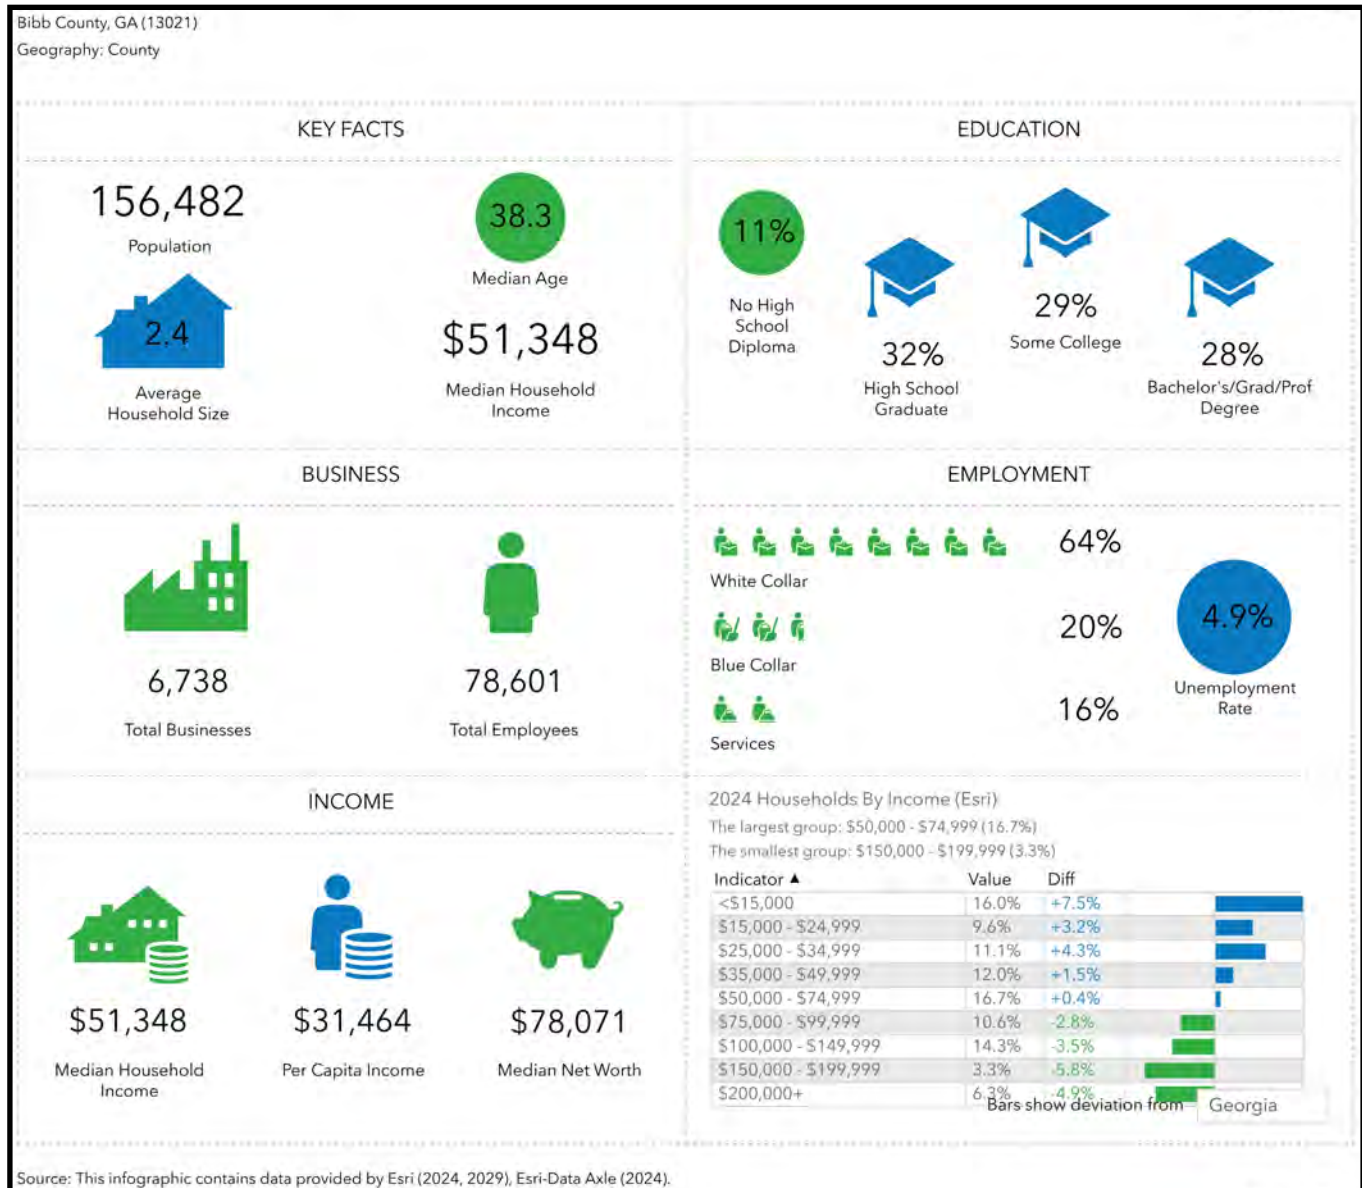 Bibb County, GA (13021)
Geography: County
KEY FACTS
156,482
Population
38.3
Median Age
2.4
Average
Household Size
$51,348
Median Household
Income
EDUCATION
11%
No High
School
Diploma
32%
High School
Graduate
29%
Some College
28%
Bachelor's/Grad/Prof
Degree
BUSINESS
6,738
Total Businesses
78,601
Total Employees
EMPLOYMENT
64%
White Collar
20%
Blue Collar
16%
Services
4.9%
Unemployment
Rate
INCOME
$51,348
Median Household
Income
$31,464
Per Capita Income
$78,071
Median Net Worth
2024 Households By Income (Esri)
The largest group: $50,000 - $74,999 (16.7%)
The smallest group: $150,000 - $199,999 (3.3%)
Indicator ▲ Value Diff
<$15,000 16.0% +7.5%
$15,000 - $24,999 9.6% +3.2%
$25,000 - $34,999 11.1% +4.3%
$35,000 - $49,999 12.0% +1.5%
$50,000 - $74,999 16.7% +0.4%
$75,000 - $99,999 10.6% -2.8%
$100,000 - $149,999 14.3% -3.5%
$150,000 - $199,999 3.3% -5.8%
$200,000+ 6.3% -4.9%
Bars show deviation from Georgia
Source: This infographic contains data provided by Esri (2024, 2029), Esri-Data Axle (2024).